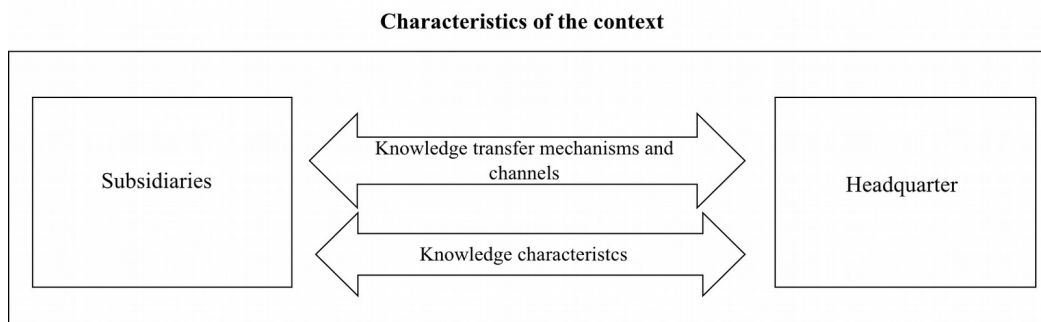 Characteristics of the context
Knowledge transfer mechanisms and
channels
Subsidiaries
Headquarter
Knowledge characteristcs